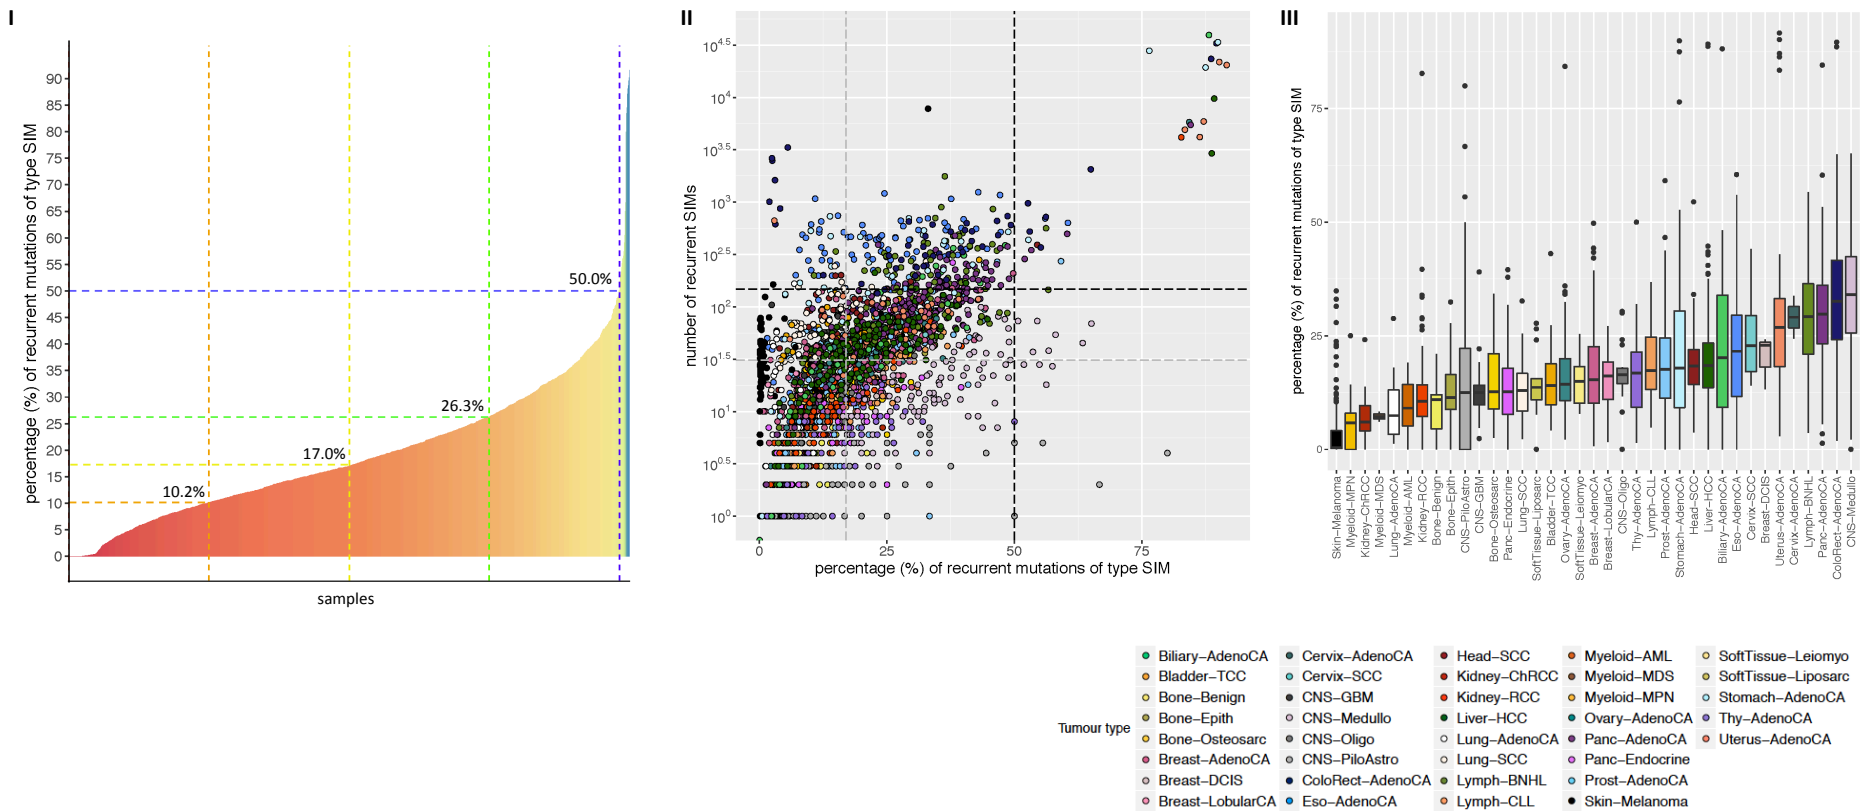 I
percentage (%) of recurrent mutations of type SIM
90
85
80
75
70
65
60
55
50
45
40
35
30
25
20
15
10
5
0
10.2%
17.0%
26.3%
50.0%
samples
II
number of recurrent SIMs
10^4.5
10^4
10^3.5
10^3
10^2.5
10^2
10^1.5
10^1
10^0.5
10^0
0
25
50
75
percentage (%) of recurrent mutations of type SIM
III
percentage (%) of recurrent mutations of type SIM
75
50
25
0
Skin−Melanoma
Myeloid−MPN
Kidney−ChRCC
Myeloid−MDS
Lung−AdenoCA
Myeloid−AML
Kidney−RCC
Bone−Benign
Bone−Epith
CNS−PiloAstro
CNS−GBM
Bone−Osteosarc
Panc−Endocrine
Lung−SCC
SoftTissue−Liposarc
Bladder−TCC
Ovary−AdenoCA
SoftTissue−Leiomyo
Breast−AdenoCA
Breast−LobularCA
CNS−Oligo
Thy−AdenoCA
Lymph−CLL
Prost−AdenoCA
Stomach−AdenoCA
Head−SCC
Liver−HCC
Biliary−AdenoCA
Eso−AdenoCA
Cervix−SCC
Breast−DCIS
Uterus−AdenoCA
Cervix−AdenoCA
Lymph−BNHL
Panc−AdenoCA
ColoRect−AdenoCA
CNS−Medullo
Tumour type
Biliary−AdenoCA
Bladder−TCC
Bone−Benign
Bone−Epith
Bone−Osteosarc
Breast−AdenoCA
Breast−DCIS
Breast−LobularCA
Cervix−AdenoCA
Cervix−SCC
CNS−GBM
CNS−Medullo
CNS−Oligo
CNS−PiloAstro
ColoRect−AdenoCA
Eso−AdenoCA
Head−SCC
Kidney−ChRCC
Kidney−RCC
Liver−HCC
Lung−AdenoCA
Lung−SCC
Lymph−BNHL
Lymph−CLL
Myeloid−AML
Myeloid−MDS
Myeloid−MPN
Ovary−AdenoCA
Panc−AdenoCA
Panc−Endocrine
Prost−AdenoCA
Skin−Melanoma
SoftTissue−Leiomyo
SoftTissue−Liposarc
Stomach−AdenoCA
Thy−AdenoCA
Uterus−AdenoCA